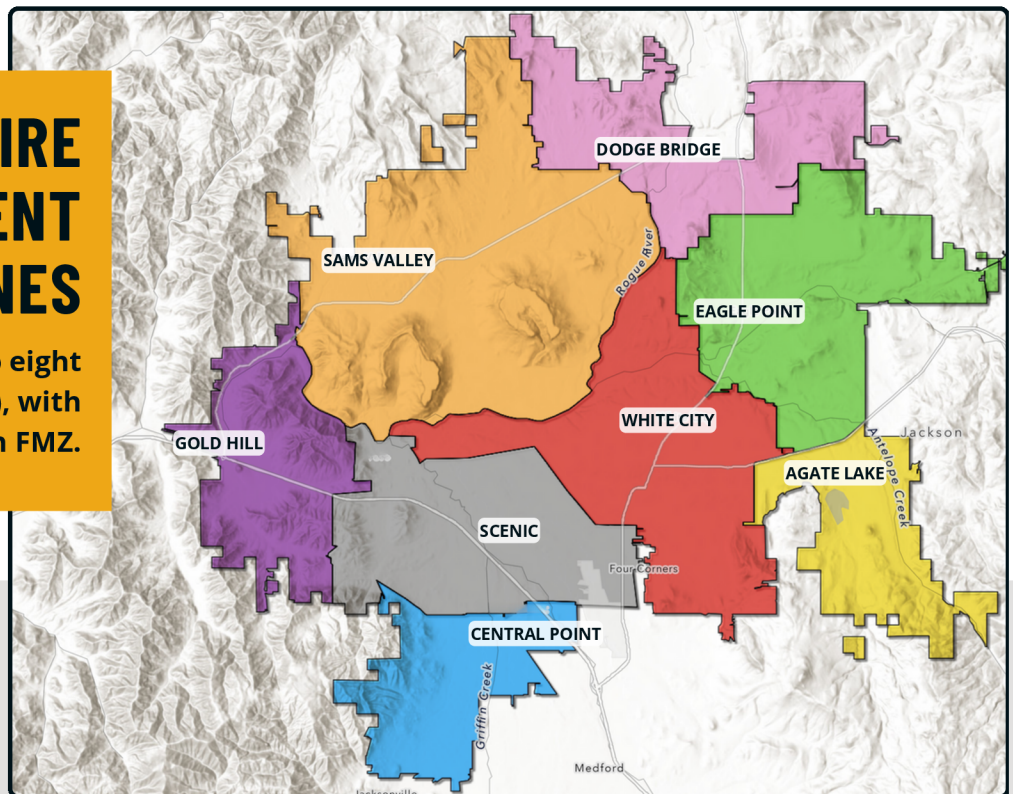 IRE
ENT
NES
eight
, with
FMZ.
DODGE BRIDGE
SAMS VALLEY
Rogue River
EAGLE POINT
WHITE CITY
Jackson
GOLD HILL
AGATE LAKE
Antelope Creek
SCENIC
Four Corners
CENTRAL POINT
Griffin Creek
Medford